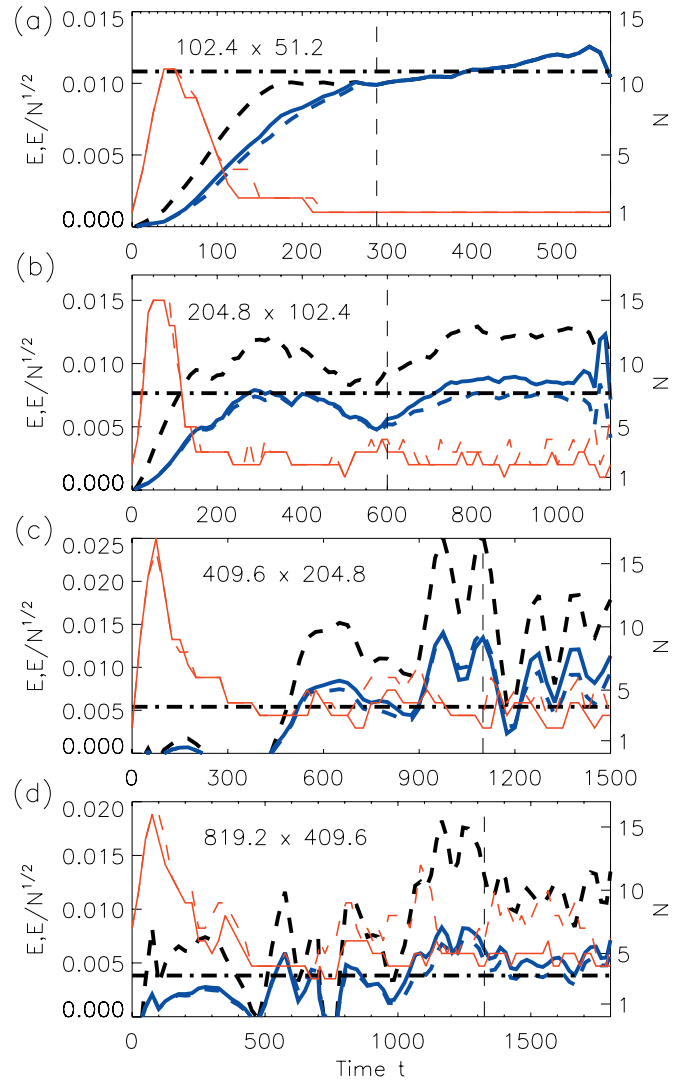 (a)
0.015
0.010
0.005
0.000
E,E/N^{1/2}
102.4 x 51.2
15
10
5
1
N
0 100 200 300 400 500
(b)
0.015
0.010
0.005
0.000
E,E/N^{1/2}
204.8 x 102.4
15
10
5
1
N
0 200 400 600 800 1000
(c)
0.025
0.020
0.015
0.010
0.005
0.000
E,E/N^{1/2}
409.6 x 204.8
15
10
5
1
N
0 300 600 900 1200 1500
(d)
0.020
0.015
0.010
0.005
0.000
E,E/N^{1/2}
819.2 x 409.6
15
10
5
1
N
0 500 1000 1500
Time t